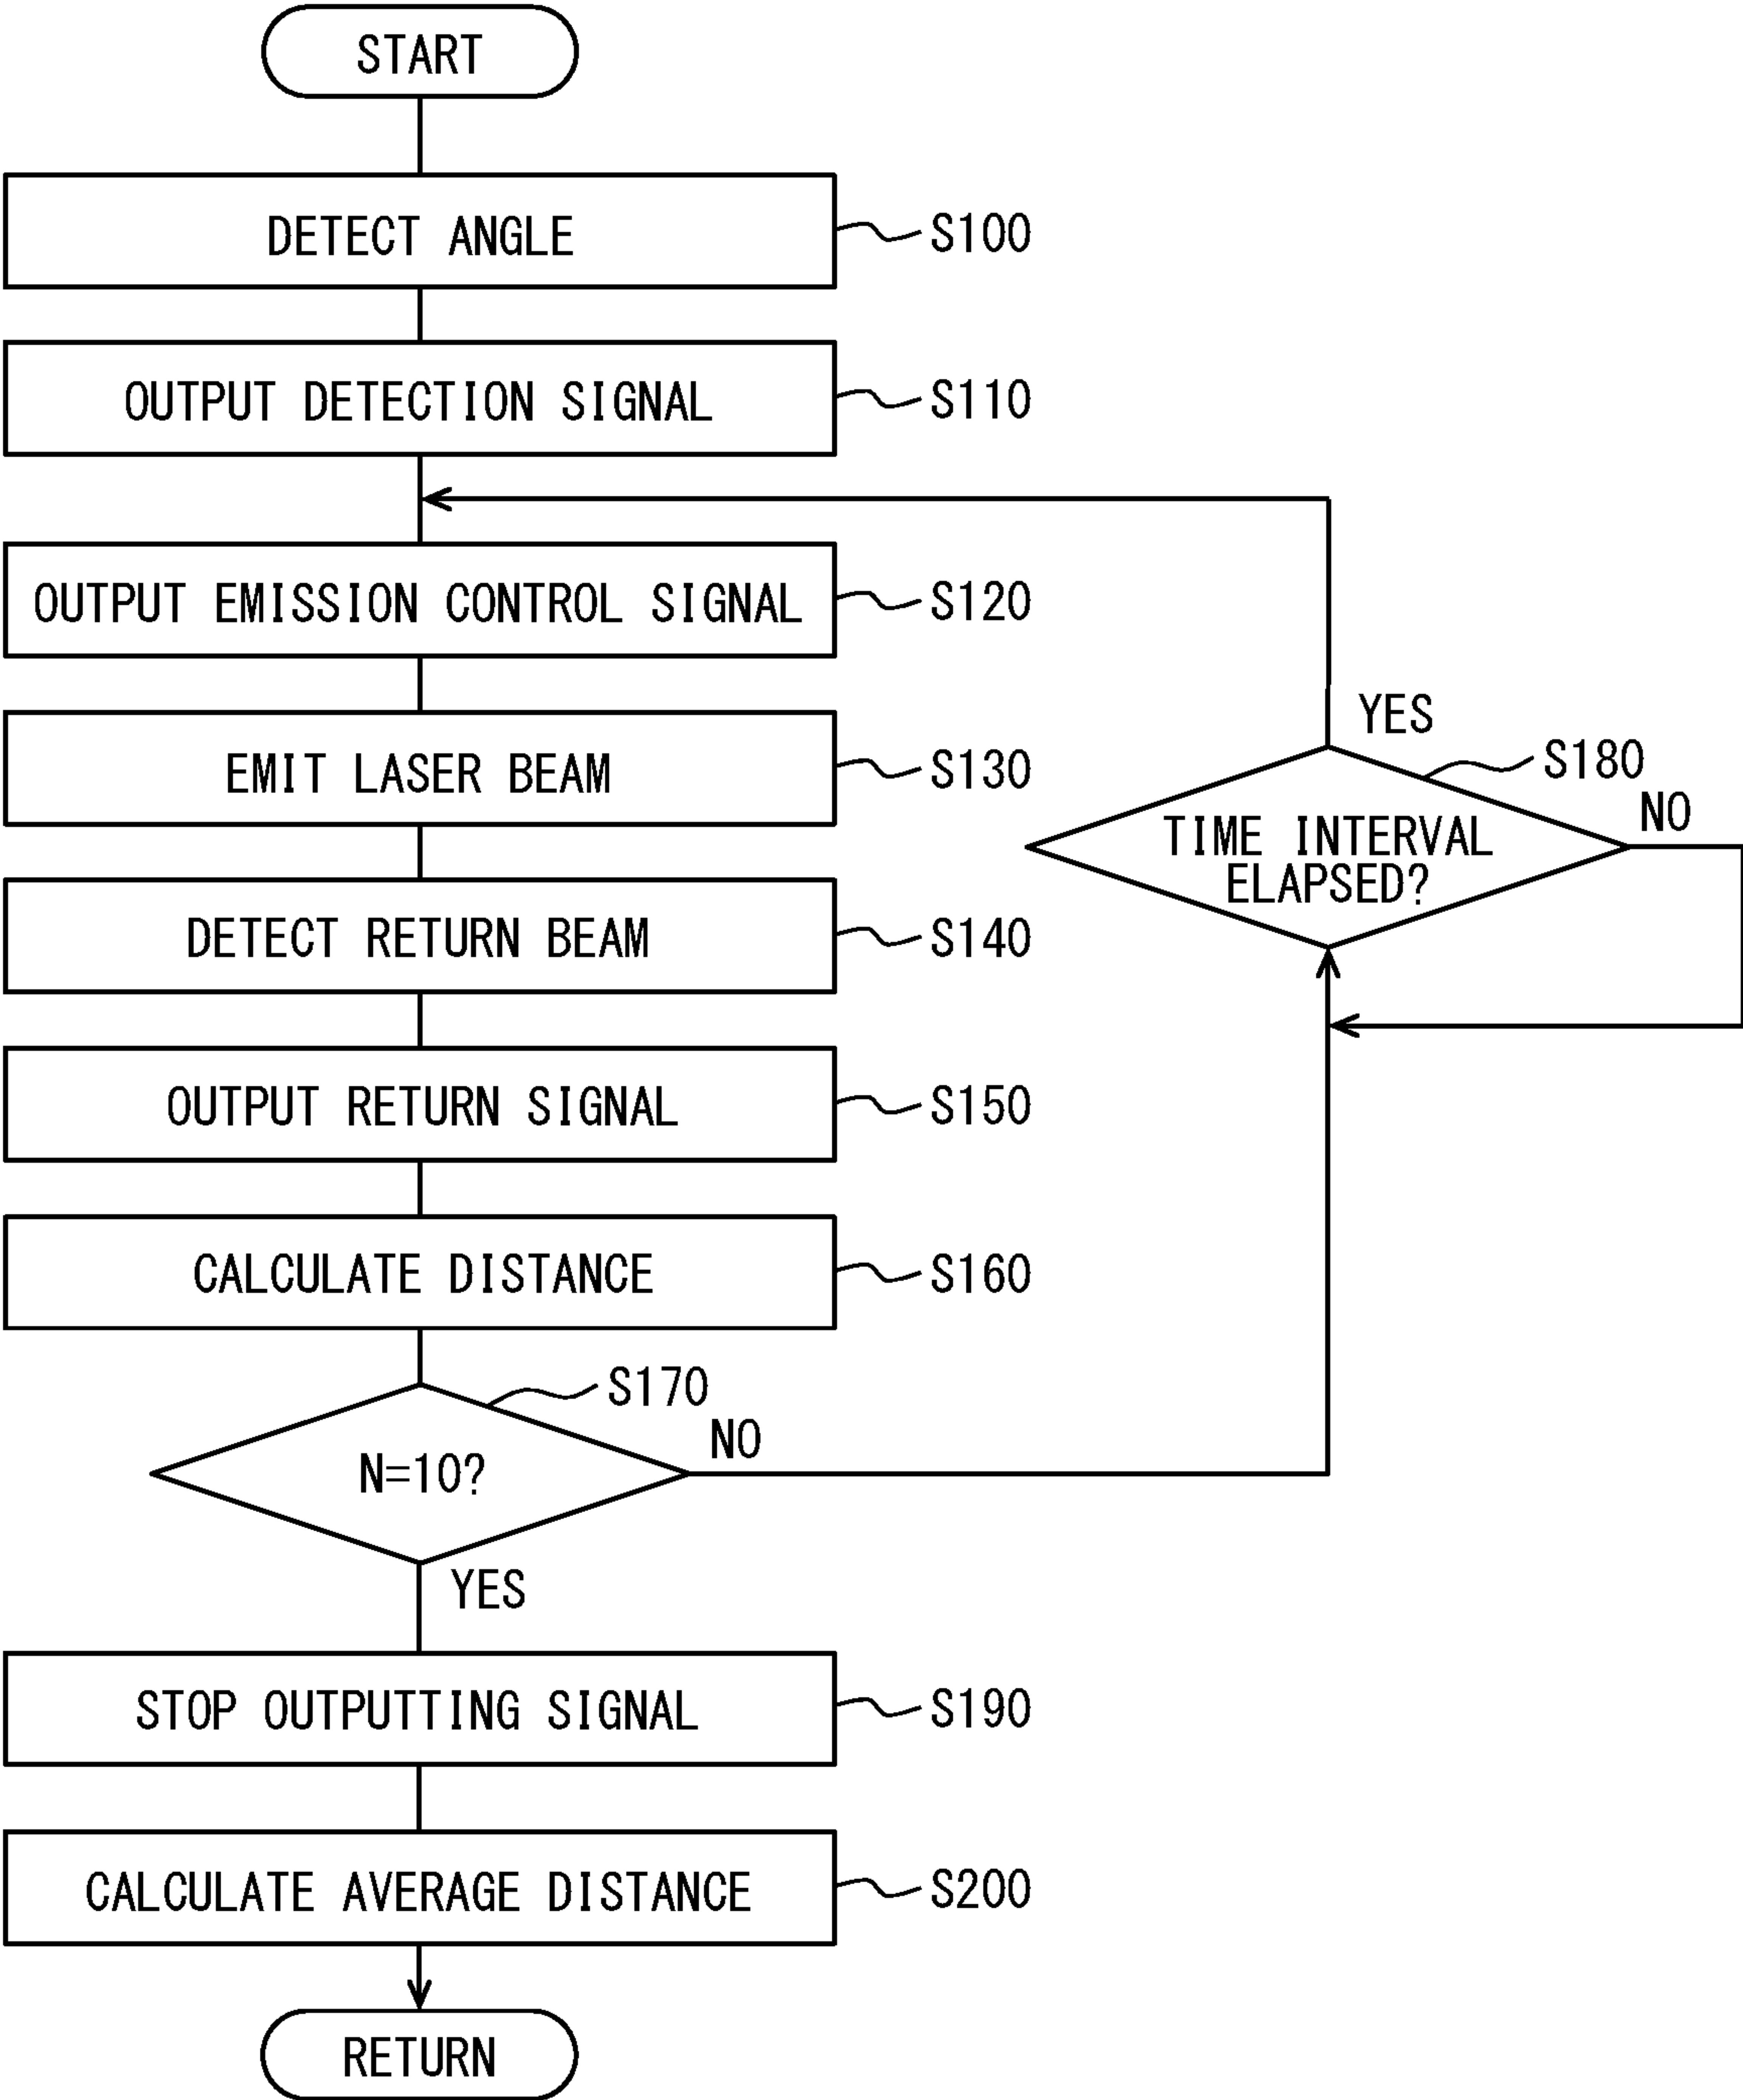 START
DETECT ANGLE
S100
OUTPUT DETECTION SIGNAL
S110
OUTPUT EMISSION CONTROL SIGNAL
S120
EMIT LASER BEAM
S130
DETECT RETURN BEAM
S140
OUTPUT RETURN SIGNAL
S150
CALCULATE DISTANCE
S160
S170
N=10?
NO
YES
YES
S180
TIME INTERVAL
ELAPSED?
NO
STOP OUTPUTTING SIGNAL
S190
CALCULATE AVERAGE DISTANCE
S200
RETURN